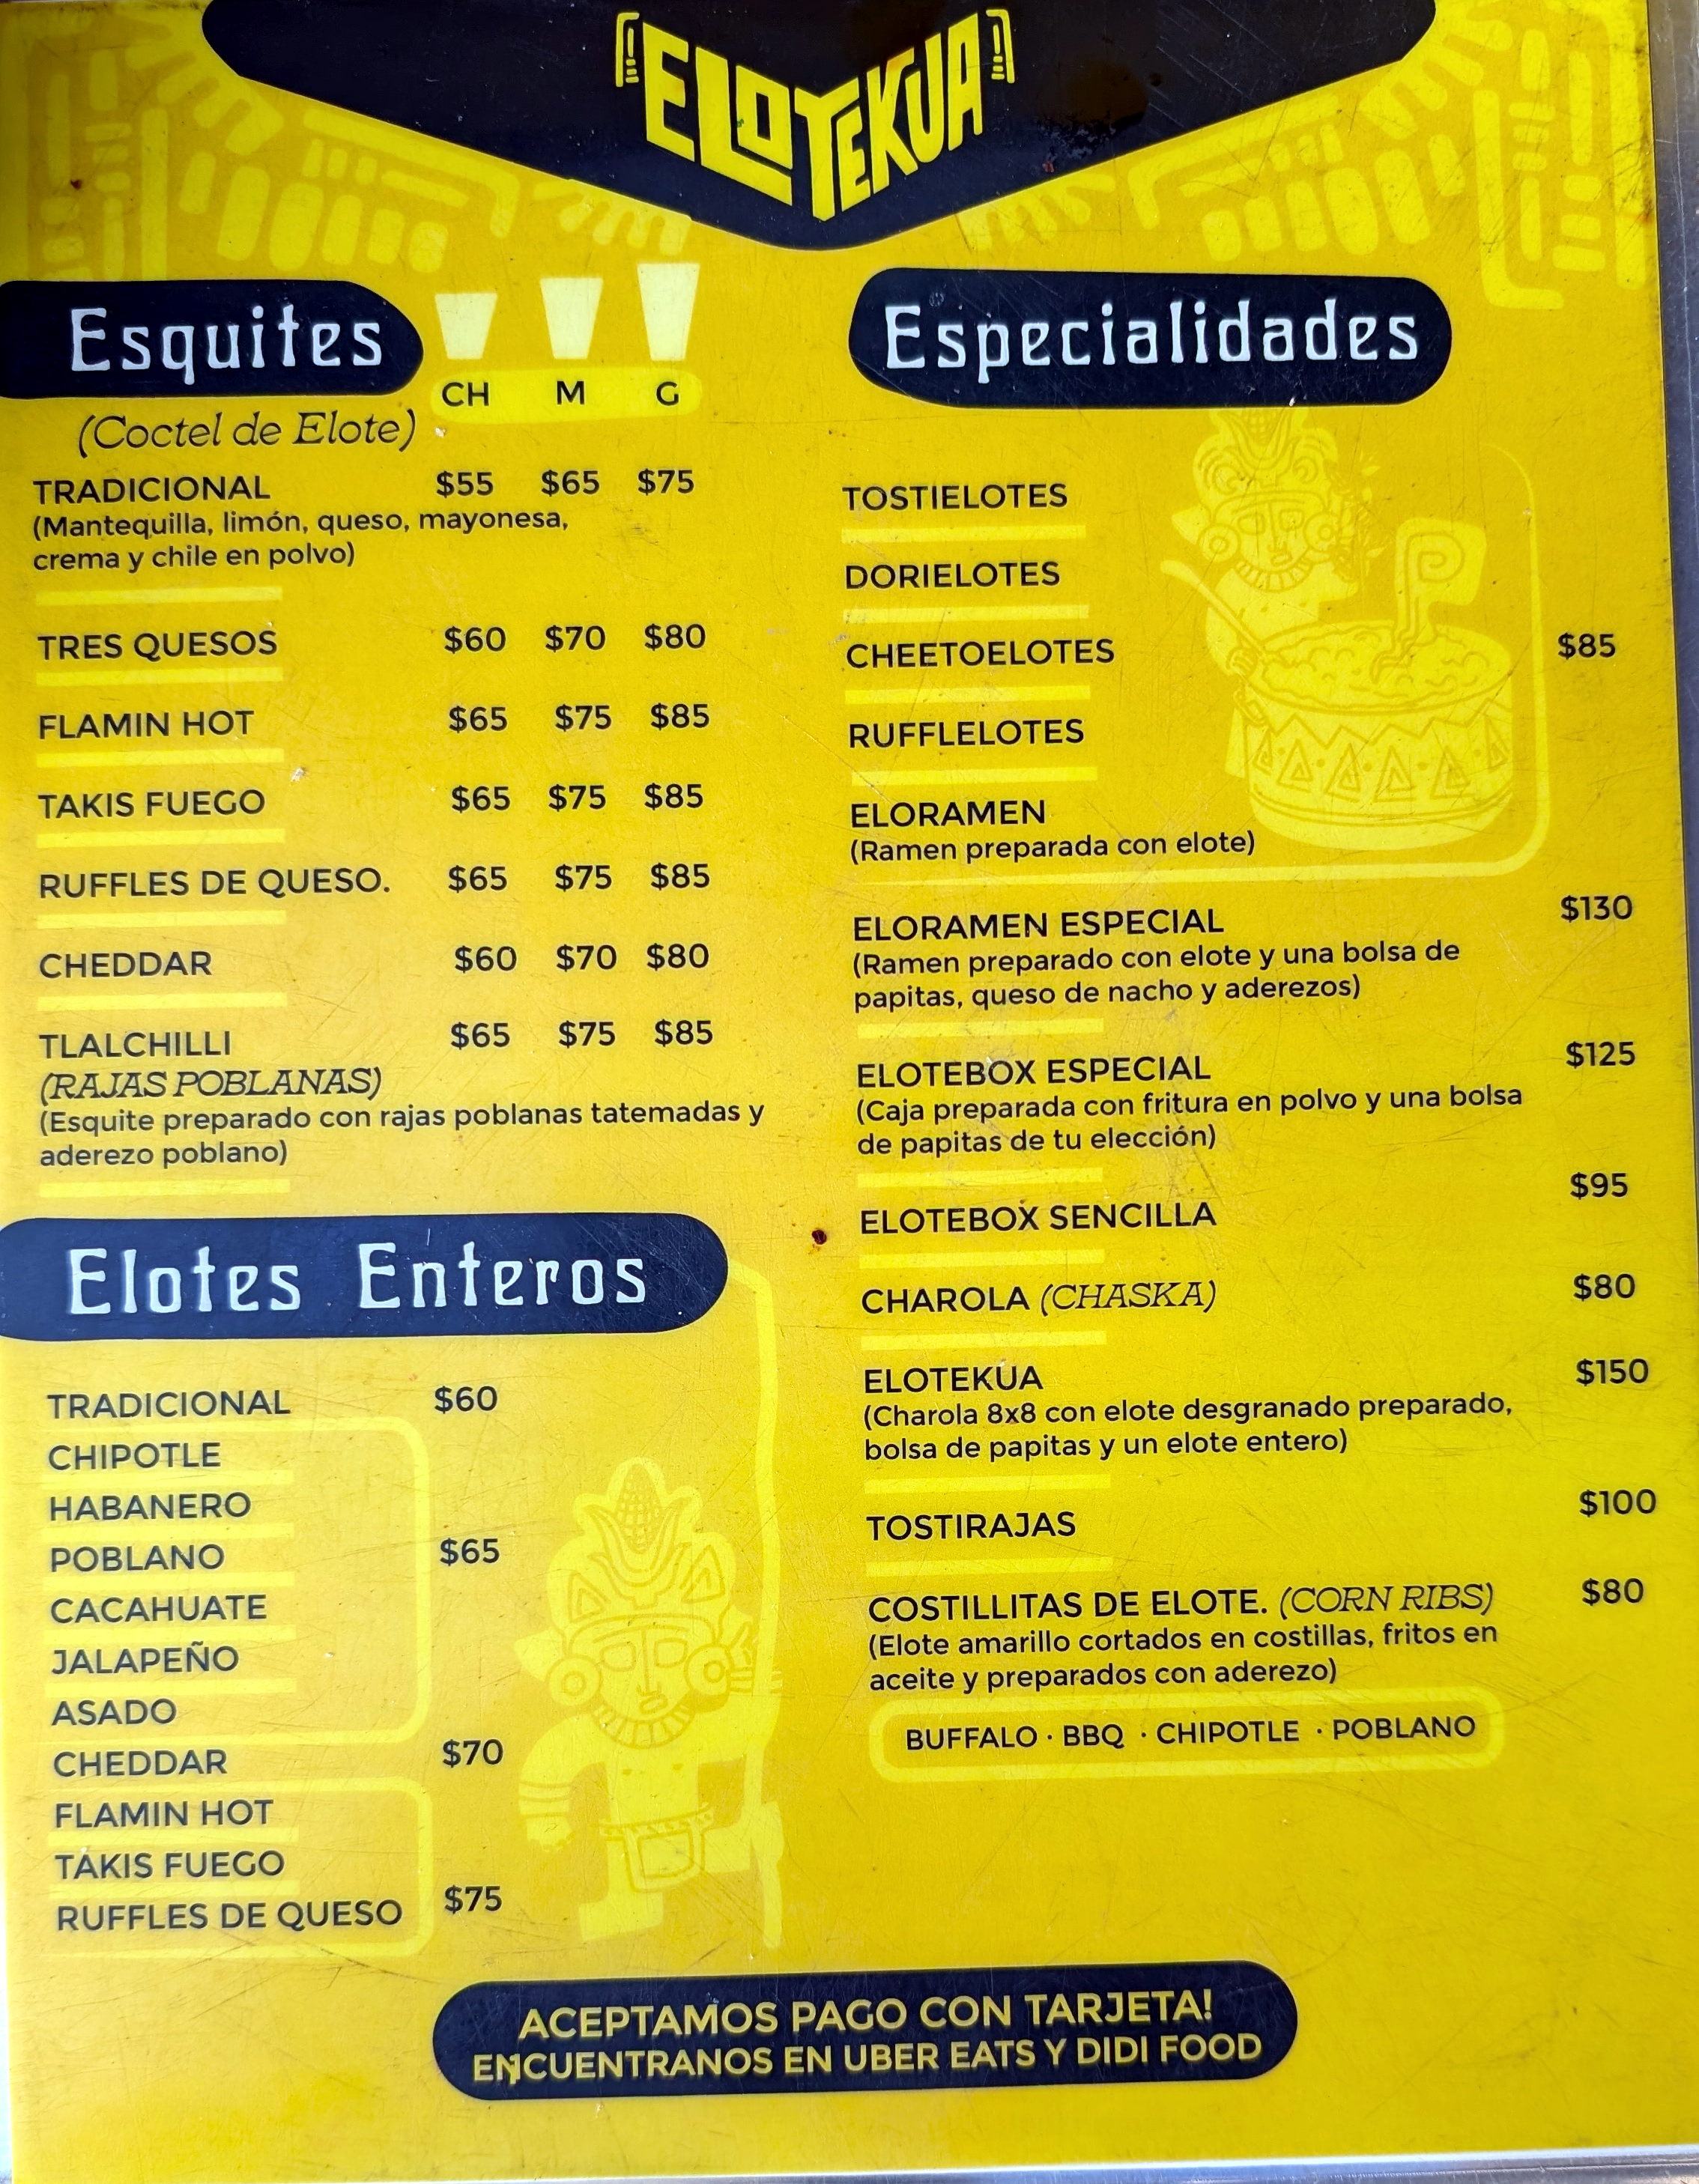 ELOTEKUA
Esquites
CH M G
(Coctel de Elote)
TRADICIONAL $55 $65 $75
(Mantequilla, limón, queso, mayonesa,
crema y chile en polvo)
TRES QUESOS $60 $70 $80
FLAMIN HOT $65 $75 $85
TAKIS FUEGO $65 $75 $85
RUFFLES DE QUESO. $65 $75 $85
CHEDDAR $60 $70 $80
TLALCHILLI $65 $75 $85
(RAJAS POBLANAS)
(Esquite preparado con rajas poblanas tatemadas y
aderezo poblano)
Elotes Enteros
TRADICIONAL $60
CHIPOTLE
HABANERO
POBLANO $65
CACAHUATE
JALAPEÑO
ASADO
CHEDDAR $70
FLAMIN HOT
TAKIS FUEGO
RUFFLES DE QUESO $75
Especialidades
TOSTIELOTES
DORIELOTES
CHEETOELOTES $85
RUFFLELOTES
ELORAMEN
(Ramen preparada con elote)
ELORAMEN ESPECIAL $130
(Ramen preparado con elote y una bolsa de
papitas, queso de nacho y aderezos)
ELOTEBOX ESPECIAL $125
(Caja preparada con fritura en polvo y una bolsa
de papitas de tu elección)
ELOTEBOX SENCILLA $95
CHAROLA (CHASKA) $80
ELOTEKUA $150
(Charola 8x8 con elote desgranado preparado,
bolsa de papitas y un elote entero)
TOSTIRAJAS $100
COSTILLITAS DE ELOTE. (CORN RIBS) $80
(Elote amarillo cortados en costillas, fritos en
aceite y preparados con aderezo)
BUFFALO · BBQ · CHIPOTLE · POBLANO
ACEPTAMOS PAGO CON TARJETA!
ENCUENTRANOS EN UBER EATS Y DIDI FOOD